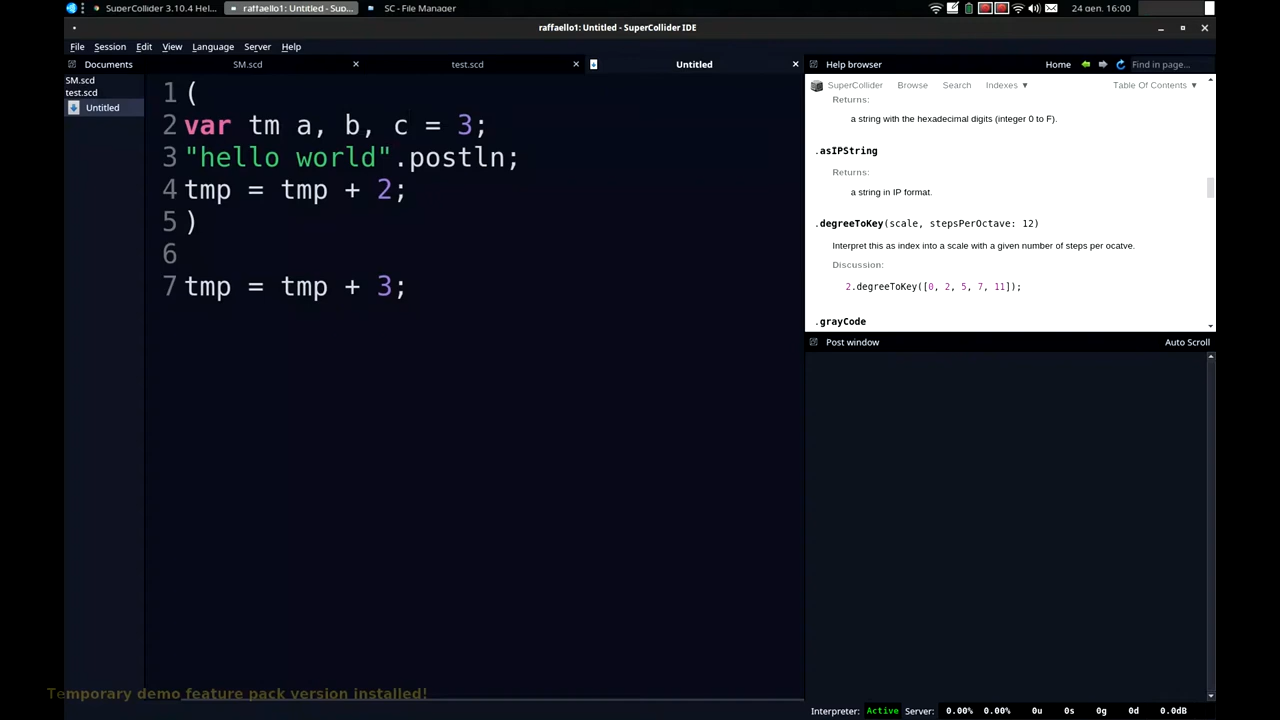 SuperCollider 3.10.4 Hel...
raffaello1: Untitled - Sup...
SC - File Manager
24 gen, 16:00
raffaello1: Untitled - SuperCollider IDE
File Session Edit View Language Server Help
Documents
SM.scd
test.scd
Untitled
SM.scd
test.scd
Untitled
1 (
2 var tm a, b, c = 3;
3 "hello world".postln;
4 tmp = tmp + 2;
5 )
6
7 tmp = tmp + 3;
Help browser
Home
Find in page...
SuperCollider Browse Search Indexes ▼ Table Of Contents ▼
Returns:
a string with the hexadecimal digits (integer 0 to F).
.asIPString
Returns:
a string in IP format.
.degreeToKey(scale, stepsPerOctave: 12)
Interpret this as index into a scale with a given number of steps per ocatve.
Discussion:
2.degreeToKey([0, 2, 5, 7, 11]);
.grayCode
Post window
Auto Scroll
Temporary demo feature pack version installed!
Interpreter: Active Server: 0.00% 0.00% 0u 0s 0g 0d 0.0dB